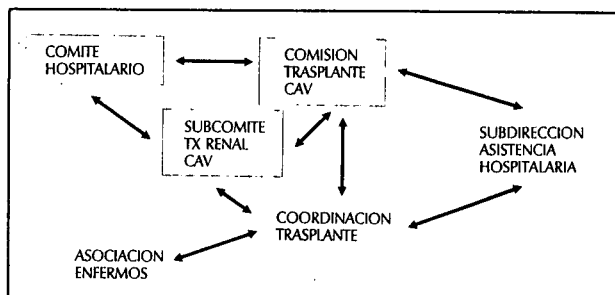 COMITE
HOSPITALARIO
COMISION
TRASPLANTE
CAV
SUBCOMITE
TX RENAL
CAV
SUBDIRECCION
ASISTENCIA
HOSPITALARIA
COORDINACION
TRASPLANTE
ASOCIACION
ENFERMOS